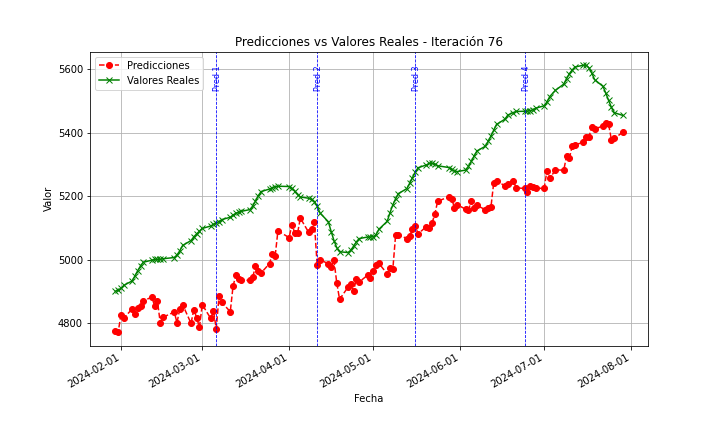 Predicciones vs Valores Reales - Iteración 76
Predicciones
Valores Reales
Pred 1
Pred 2
Pred 3
Pred 4
Valor
5600
5400
5200
5000
4800
2024-02-01
2024-03-01
2024-04-01
2024-05-01
2024-06-01
2024-07-01
2024-08-01
Fecha